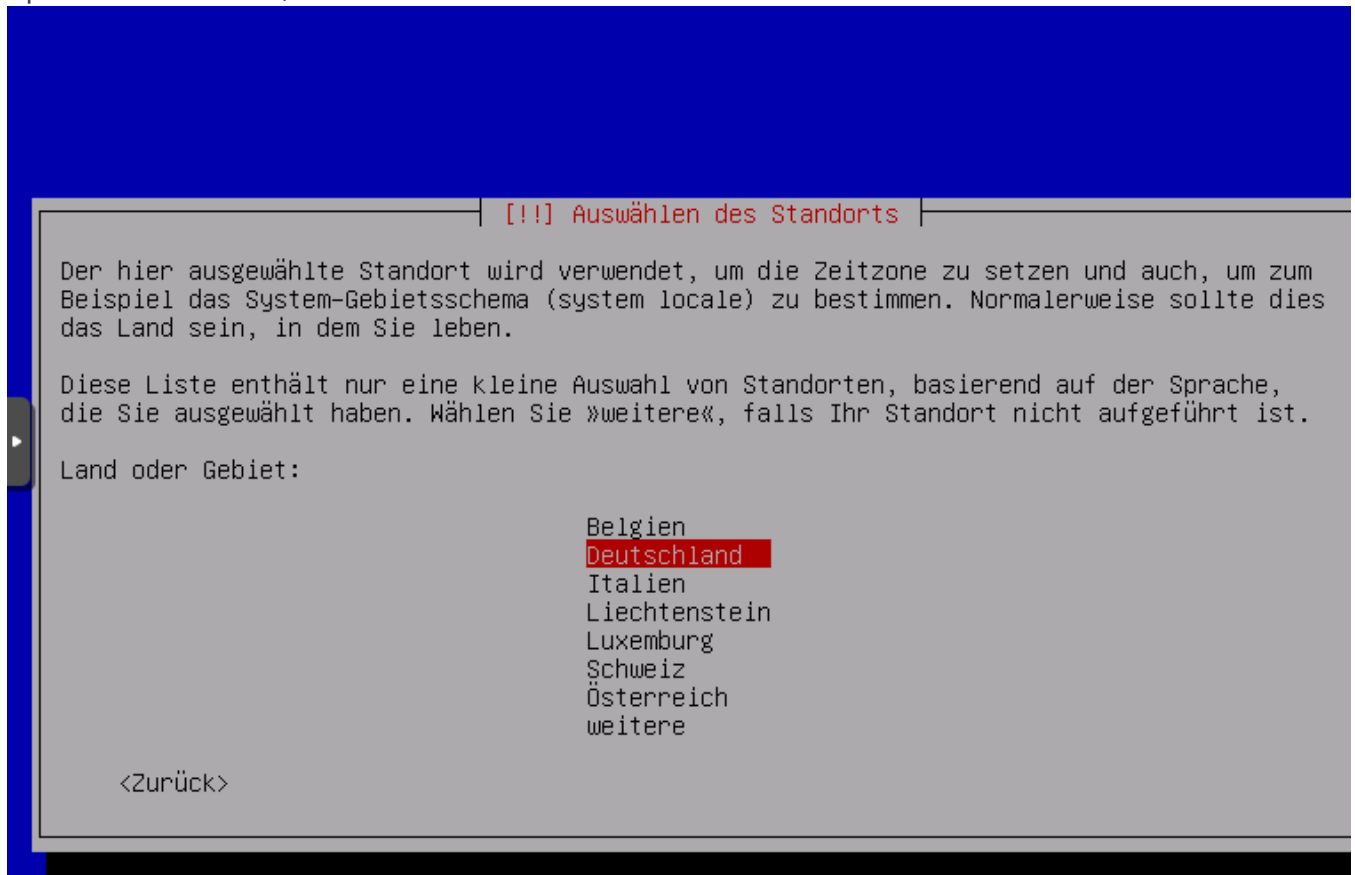 [!!] Auswählen des Standorts
Der hier ausgewählte Standort wird verwendet, um die Zeitzone zu setzen und auch, um zum
Beispiel das System-Gebietsschema (system locale) zu bestimmen. Normalerweise sollte dies
das Land sein, in dem Sie leben.
Diese Liste enthält nur eine kleine Auswahl von Standorten, basierend auf der Sprache,
die Sie ausgewählt haben. Wählen Sie »weitere«, falls Ihr Standort nicht aufgeführt ist.
Land oder Gebiet:
Belgien
Deutschland
Italien
Liechtenstein
Luxemburg
Schweiz
Österreich
weitere
<Zurück>